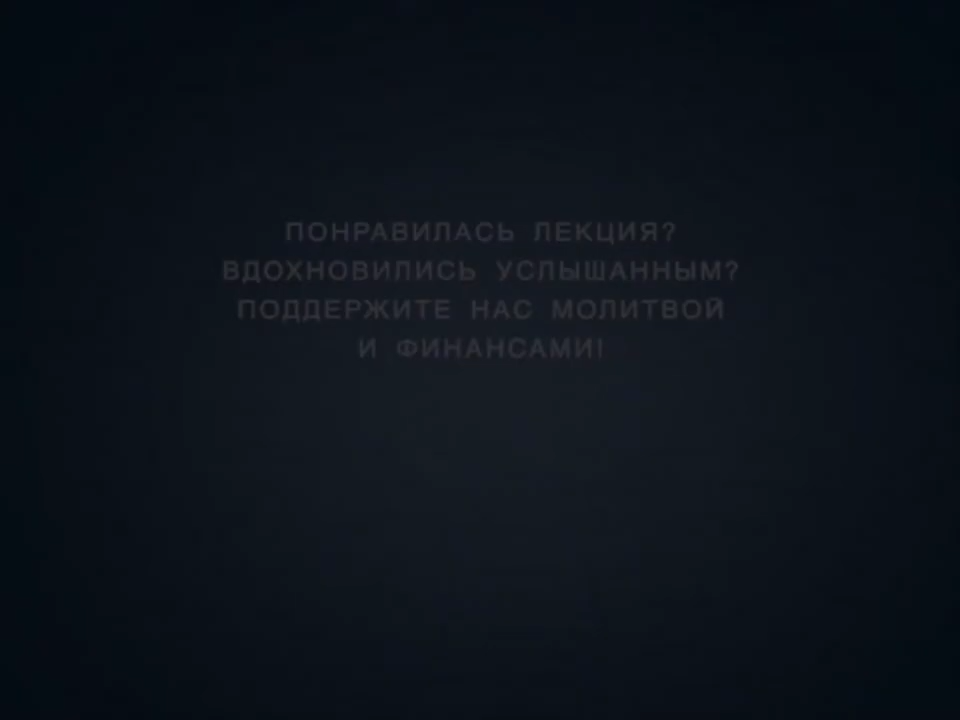 ПОНРАВИЛАСЬ ЛЕКЦИЯ?
ВДОХНОВИЛИСЬ УСЛЫШАННЫМ?
ПОДДЕРЖИТЕ НАС МОЛИТВОЙ
И ФИНАНСАМИ!